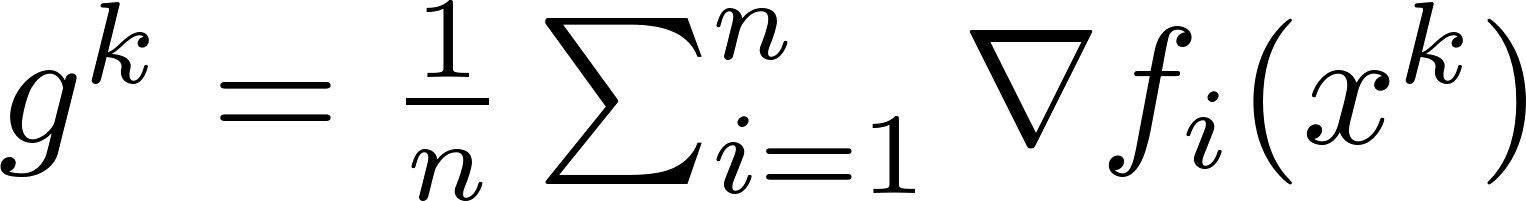 g^k = \frac{1}{n} \sum_{i=1}^{n} \nabla f_i(x^k)